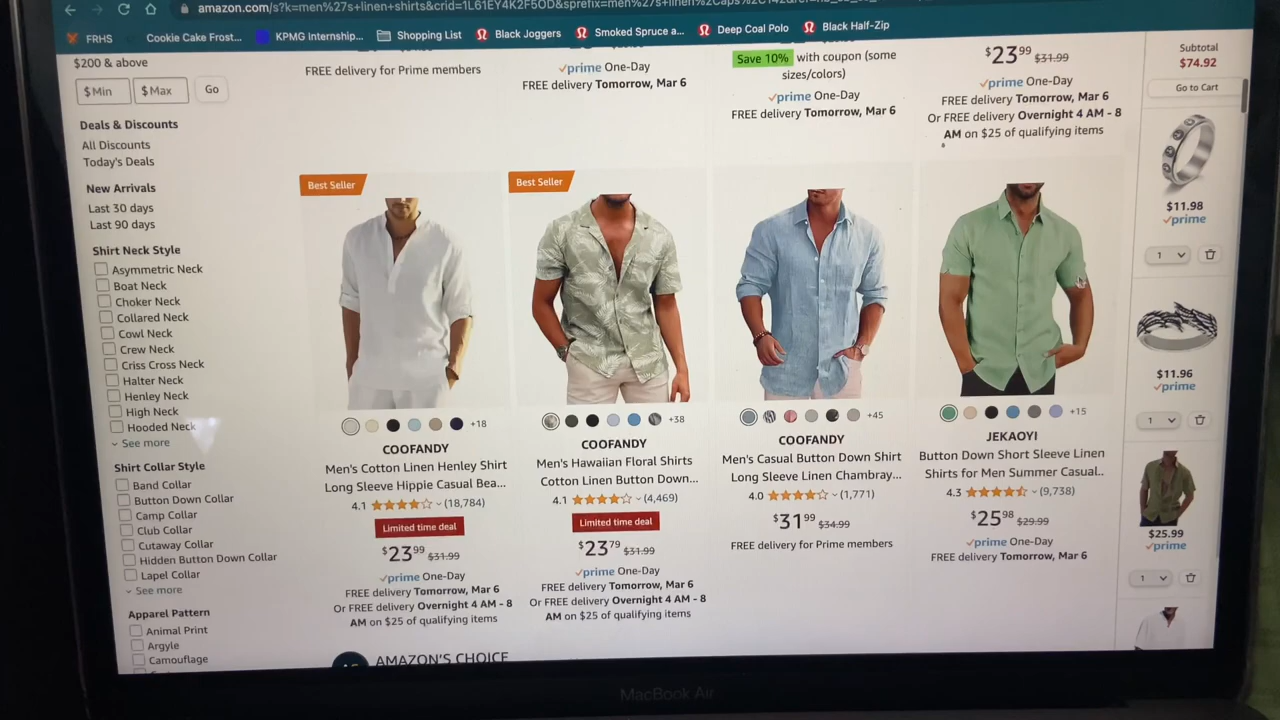 amazon.com/s?k=men%27s+linen+shirts&crid=1L61EY4K2F5OD&sprefix=men%27s+linen
FRHS
Cookie Cake Frost...
KPMG Internship...
Shopping List
Black Joggers
Smoked Spruce a...
Deep Coal Polo
Black Half-Zip
$200 & above
$ Min
$ Max
Go
Deals & Discounts
All Discounts
Today's Deals
New Arrivals
Last 30 days
Last 90 days
Shirt Neck Style
Asymmetric Neck
Boat Neck
Choker Neck
Collared Neck
Cowl Neck
Crew Neck
Criss Cross Neck
Halter Neck
Henley Neck
High Neck
Hooded Neck
See more
Shirt Collar Style
Band Collar
Button Down Collar
Camp Collar
Club Collar
Cutaway Collar
Hidden Button Down Collar
Lapel Collar
See more
Apparel Pattern
Animal Print
Argyle
Camouflage
FREE delivery for Prime members
prime One-Day
FREE delivery Tomorrow, Mar 6
Save 10% with coupon (some
sizes/colors)
prime One-Day
FREE delivery Tomorrow, Mar 6
$23.99 $31.99
prime One-Day
FREE delivery Tomorrow, Mar 6
Or FREE delivery Overnight 4 AM - 8
AM on $25 of qualifying items
Best Seller
+18
COOFANDY
Men's Cotton Linen Henley Shirt
Long Sleeve Hippie Casual Bea...
4.1 (18,784)
Limited time deal
$23.99 $31.99
prime One-Day
FREE delivery Tomorrow, Mar 6
Or FREE delivery Overnight 4 AM - 8
AM on $25 of qualifying items
Best Seller
+38
COOFANDY
Men's Hawaiian Floral Shirts
Cotton Linen Button Down...
4.1 (4,469)
Limited time deal
$23.79 $31.99
prime One-Day
FREE delivery Tomorrow, Mar 6
Or FREE delivery Overnight 4 AM - 8
AM on $25 of qualifying items
+45
COOFANDY
Men's Casual Button Down Shirt
Long Sleeve Linen Chambray...
4.0 (1,771)
$31.99 $34.99
FREE delivery for Prime members
+15
JEKAOYI
Button Down Short Sleeve Linen
Shirts for Men Summer Casual..
4.3 (9,738)
$25.98 $29.99
prime One-Day
FREE delivery Tomorrow, Mar 6
AMAZON'S CHOICE
Subtotal
$74.92
Go to Cart
$11.98
prime
1
$11.96
prime
1
$25.99
prime
1
MacBook Air